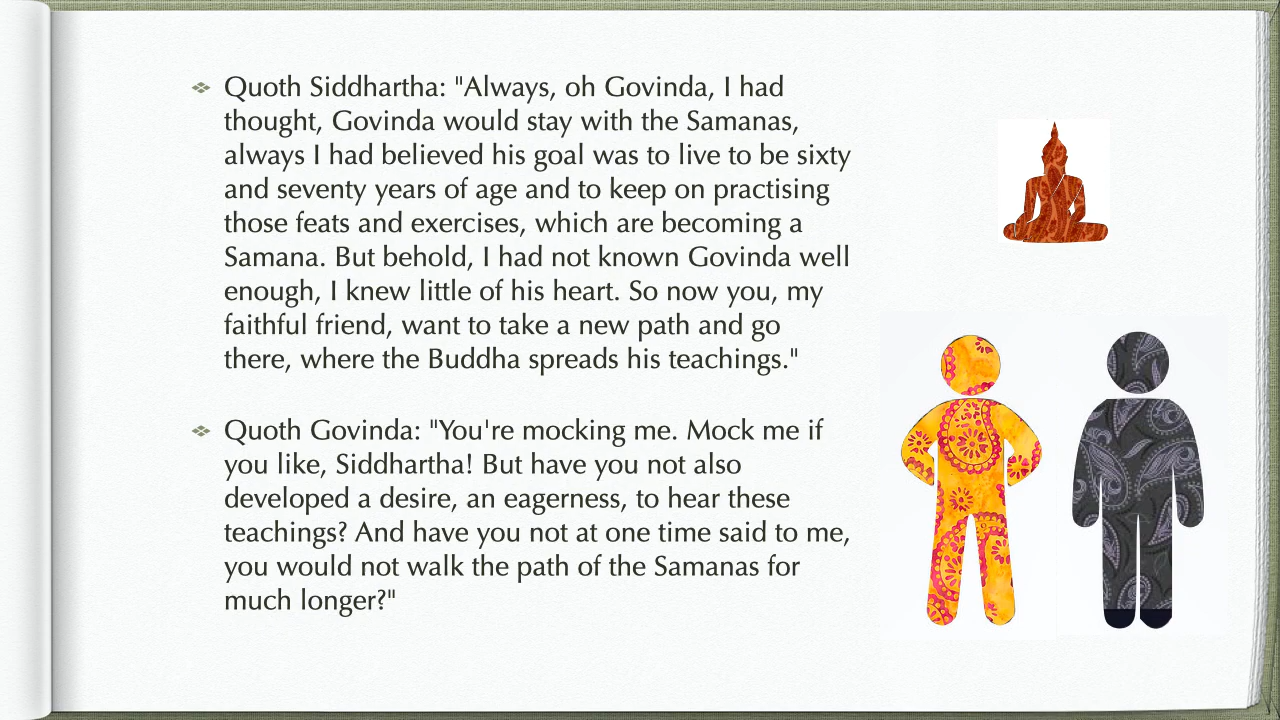 Quoth Siddhartha: "Always, oh Govinda, I had
thought, Govinda would stay with the Samanas,
always I had believed his goal was to live to be sixty
and seventy years of age and to keep on practising
those feats and exercises, which are becoming a
Samana. But behold, I had not known Govinda well
enough, I knew little of his heart. So now you, my
faithful friend, want to take a new path and go
there, where the Buddha spreads his teachings."
Quoth Govinda: "You're mocking me. Mock me if
you like, Siddhartha! But have you not also
developed a desire, an eagerness, to hear these
teachings? And have you not at one time said to me,
you would not walk the path of the Samanas for
much longer?"